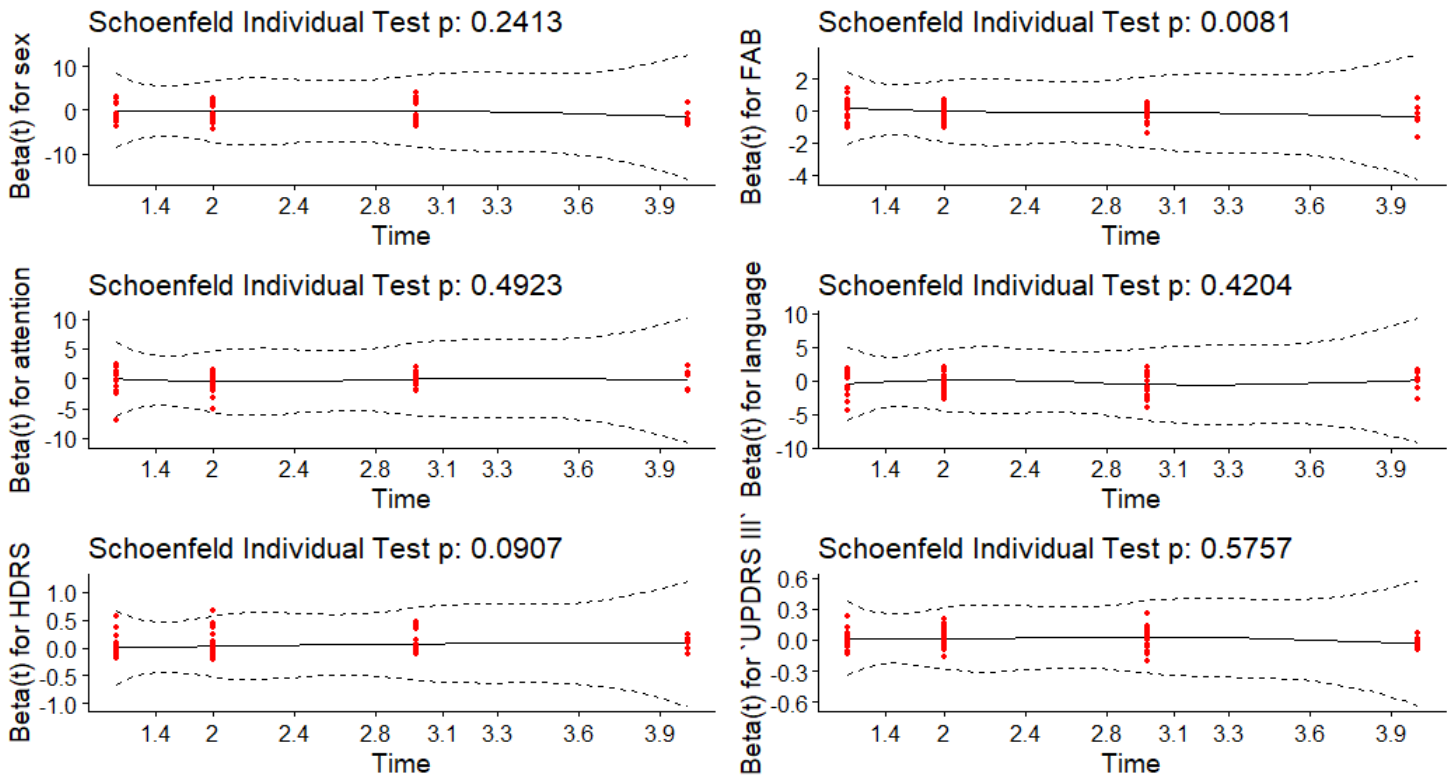 Schoenfeld Individual Test p: 0.2413
Beta(t) for sex
10
0
-10
1.4 2 2.4 2.8 3.1 3.3 3.6 3.9
Time
Schoenfeld Individual Test p: 0.0081
Beta(t) for FAB
2
0
-2
-4
1.4 2 2.4 2.8 3.1 3.3 3.6 3.9
Time
Schoenfeld Individual Test p: 0.4923
Beta(t) for attention
10
5
0
-5
-10
1.4 2 2.4 2.8 3.1 3.3 3.6 3.9
Time
Schoenfeld Individual Test p: 0.4204
Beta(t) for language
10
5
0
-5
-10
1.4 2 2.4 2.8 3.1 3.3 3.6 3.9
Time
Schoenfeld Individual Test p: 0.0907
Beta(t) for HDRS
1.0
0.5
0.0
-0.5
-1.0
1.4 2 2.4 2.8 3.1 3.3 3.6 3.9
Time
Schoenfeld Individual Test p: 0.5757
Beta(t) for `UPDRS III`
0.6
0.3
0.0
-0.3
-0.6
1.4 2 2.4 2.8 3.1 3.3 3.6 3.9
Time